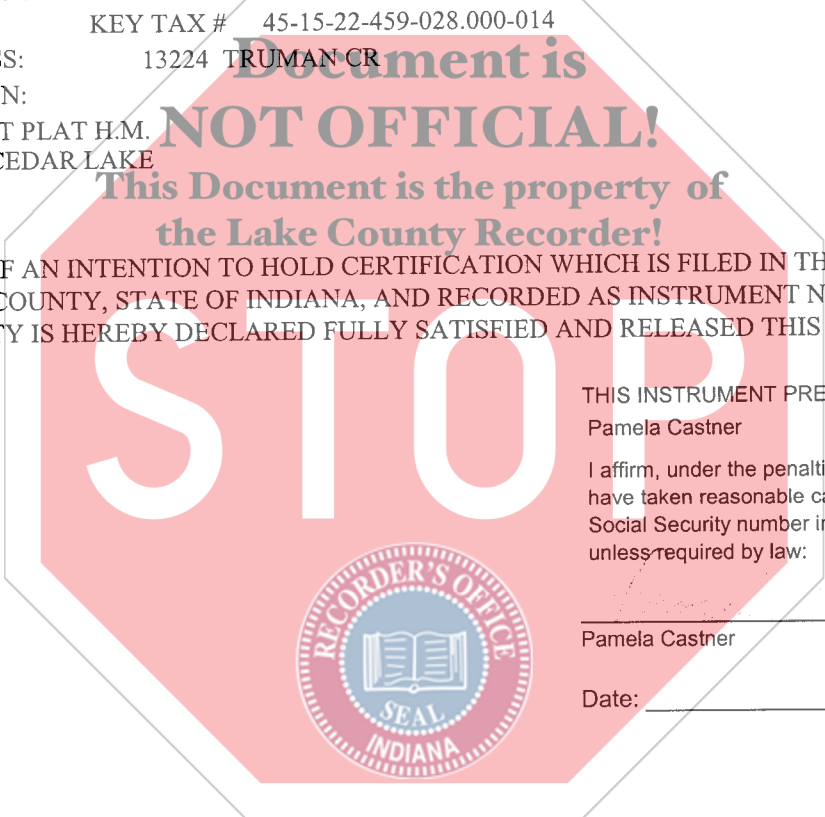 KEY TAX # 45-15-22-459-028.000-014
S: 13224 TRUMAN CR
Document is
N:
T PLAT H.M.
NOT OFFICIAL!
CEDAR LAKE
This Document is the property of
the Lake County Recorder!
F AN INTENTION TO HOLD CERTIFICATION WHICH IS FILED IN TH
COUNTY, STATE OF INDIANA, AND RECORDED AS INSTRUMENT N
TY IS HEREBY DECLARED FULLY SATISFIED AND RELEASED THIS
STOP
THIS INSTRUMENT PRE
Pamela Castner
I affirm, under the penalti
have taken reasonable ca
Social Security number in
unless required by law:
Pamela Castner
Date:
RECORDER'S OFFICE
SEAL
INDIANA